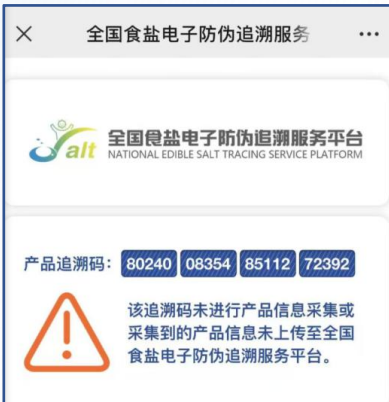 全国食盐电子防伪追溯服务
alt 全国食盐电子防伪追溯服务平台
NATIONAL EDIBLE SALT TRACING SERVICE PLATFORM
产品追溯码： 80240 08354 85112 72392
该追溯码未进行产品信息采集或
采集到的产品信息未上传至全国
食盐电子防伪追溯服务平台。